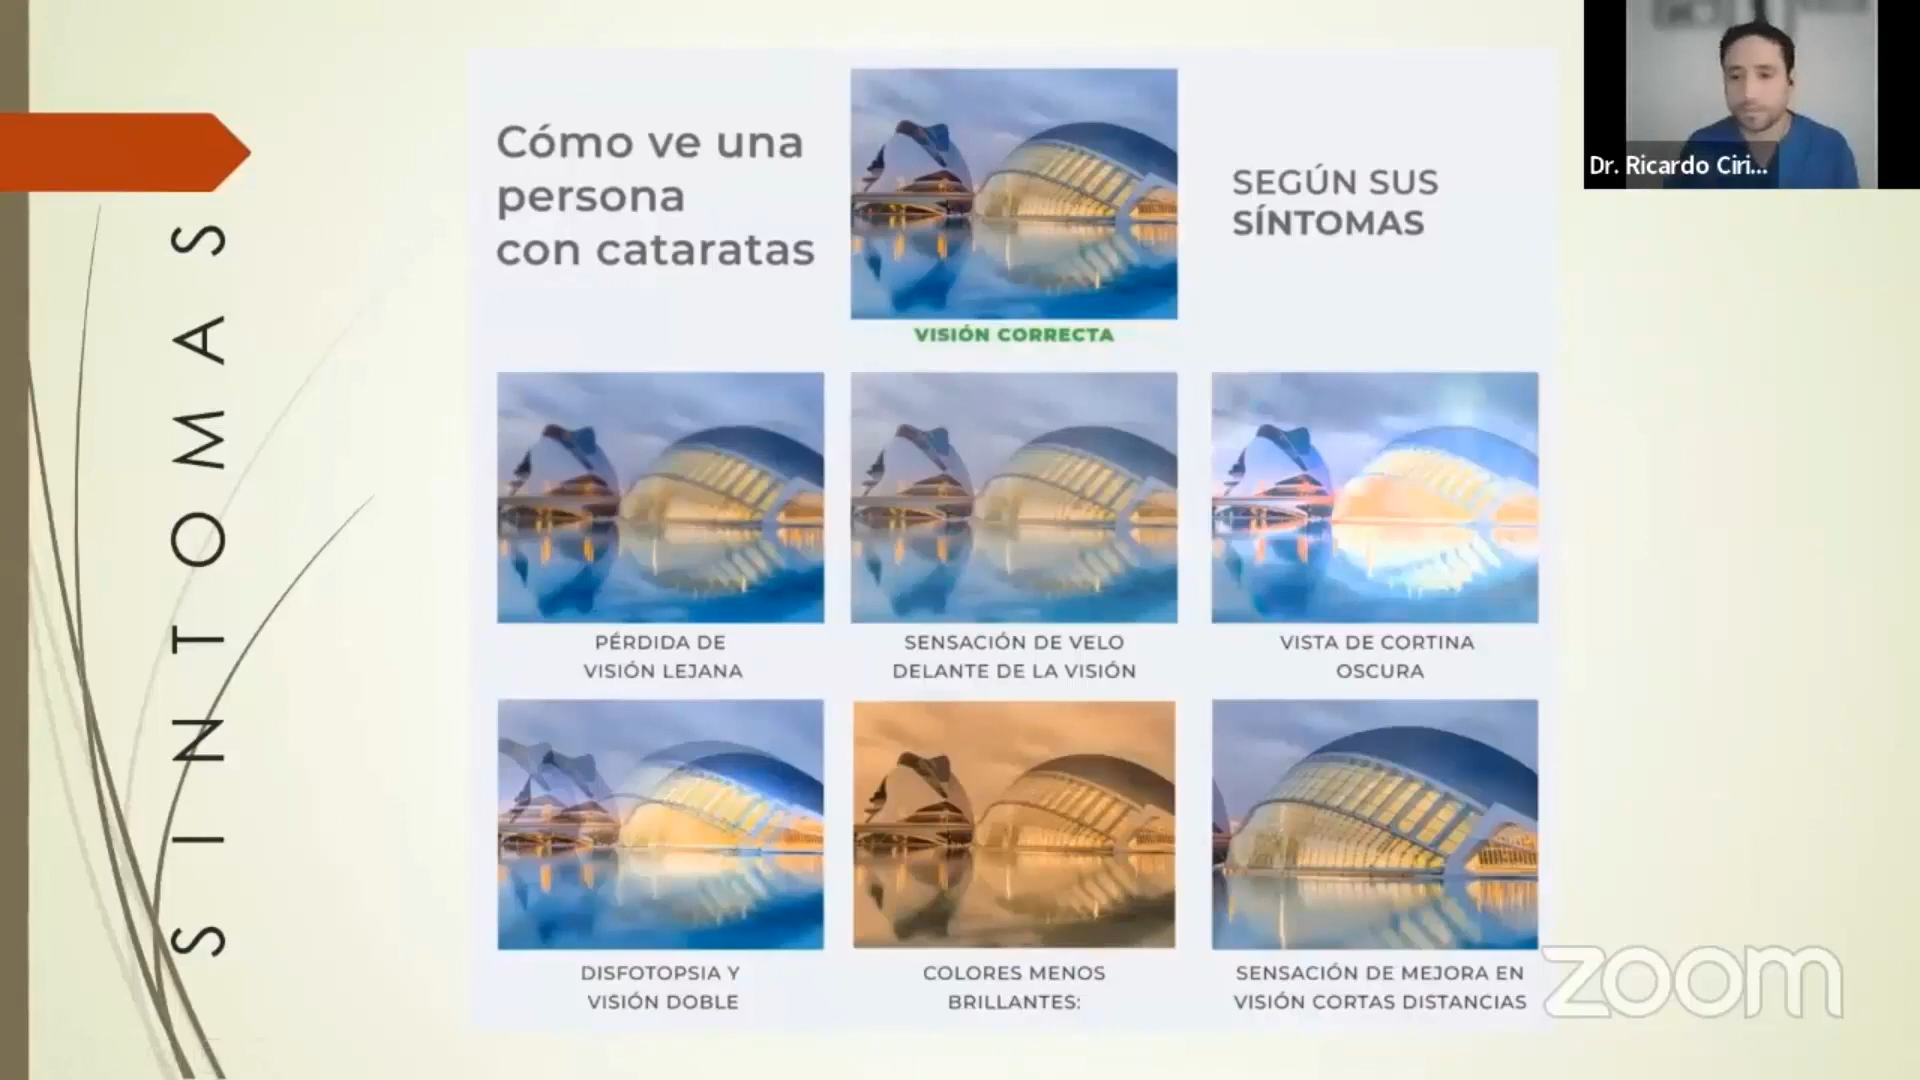 SINTOMAS
Cómo ve una
persona
con cataratas
SEGÚN SUS
SÍNTOMAS
VISIÓN CORRECTA
PÉRDIDA DE
VISIÓN LEJANA
SENSACIÓN DE VELO
DELANTE DE LA VISIÓN
VISTA DE CORTINA
OSCURA
DISFOTOPSIA Y
VISIÓN DOBLE
COLORES MENOS
BRILLANTES:
SENSACIÓN DE MEJORA EN
VISIÓN CORTAS DISTANCIAS
Dr. Ricardo Ciri...
zoom